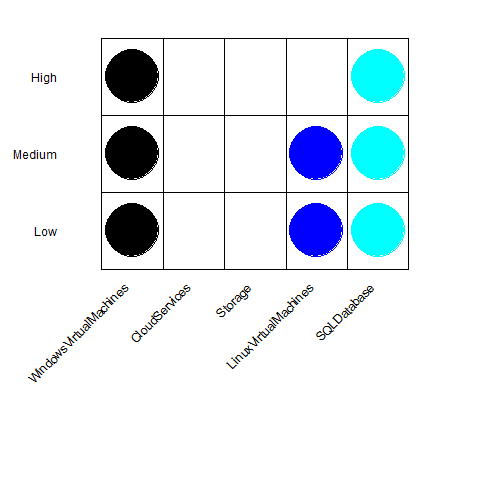 High
Medium
Low
WindowsVirtualMachines
CloudServices
Storage
LinuxVirtualMachines
SQLDatabase